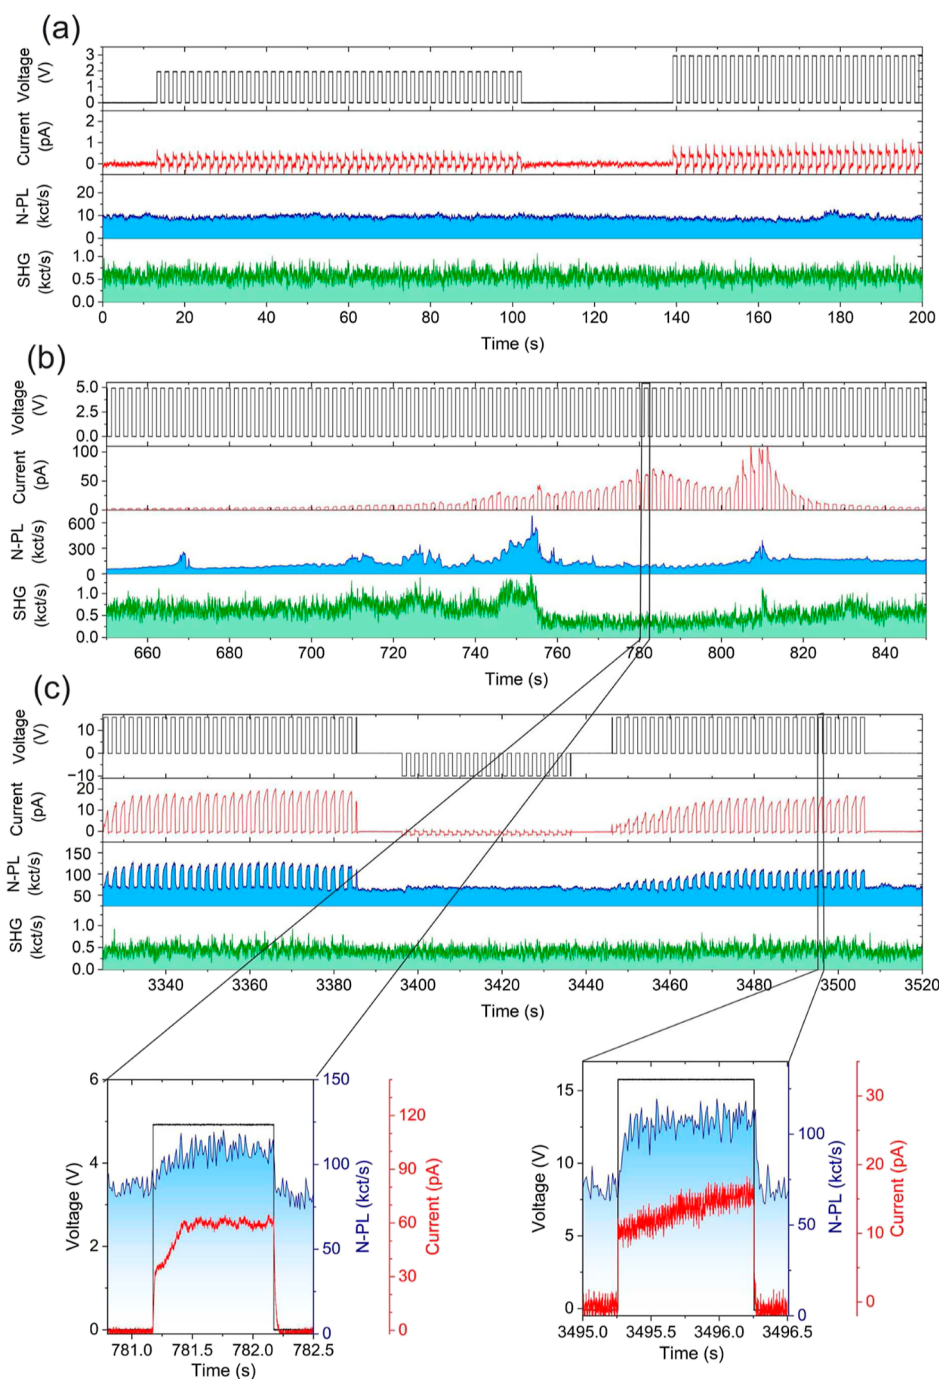 (a)
Voltage
(V)
3
2
1
0
Current
(pA)
2
1
0
N-PL
(kct/s)
20
10
0
SHG
(kct/s)
1.0
0.5
0.0
0 20 40 60 80 100 120 140 160 180 200
Time (s)
(b)
Voltage
(V)
5.0
2.5
0.0
Current
(pA)
100
50
0
N-PL
(kct/s)
600
300
0
SHG
(kct/s)
1.0
0.5
0.0
660 680 700 720 740 760 780 800 820 840
Time (s)
(c)
Voltage
(V)
10
0
−10
Current
(pA)
20
10
0
N-PL
(kct/s)
150
100
50
SHG
(kct/s)
1.0
0.5
0.0
3340 3360 3380 3400 3420 3440 3460 3480 3500 3520
Time (s)
Voltage (V)
6
4
2
0
781.0 781.5 782.0 782.5
Time (s)
150
100
50
0
N-PL (kct/s)
120
90
60
30
0
Current (pA)
Voltage (V)
15
10
5
0
3495.0 3495.5 3496.0 3496.5
Time (s)
100
50
0
N-PL (kct/s)
30
20
10
0
Current (pA)